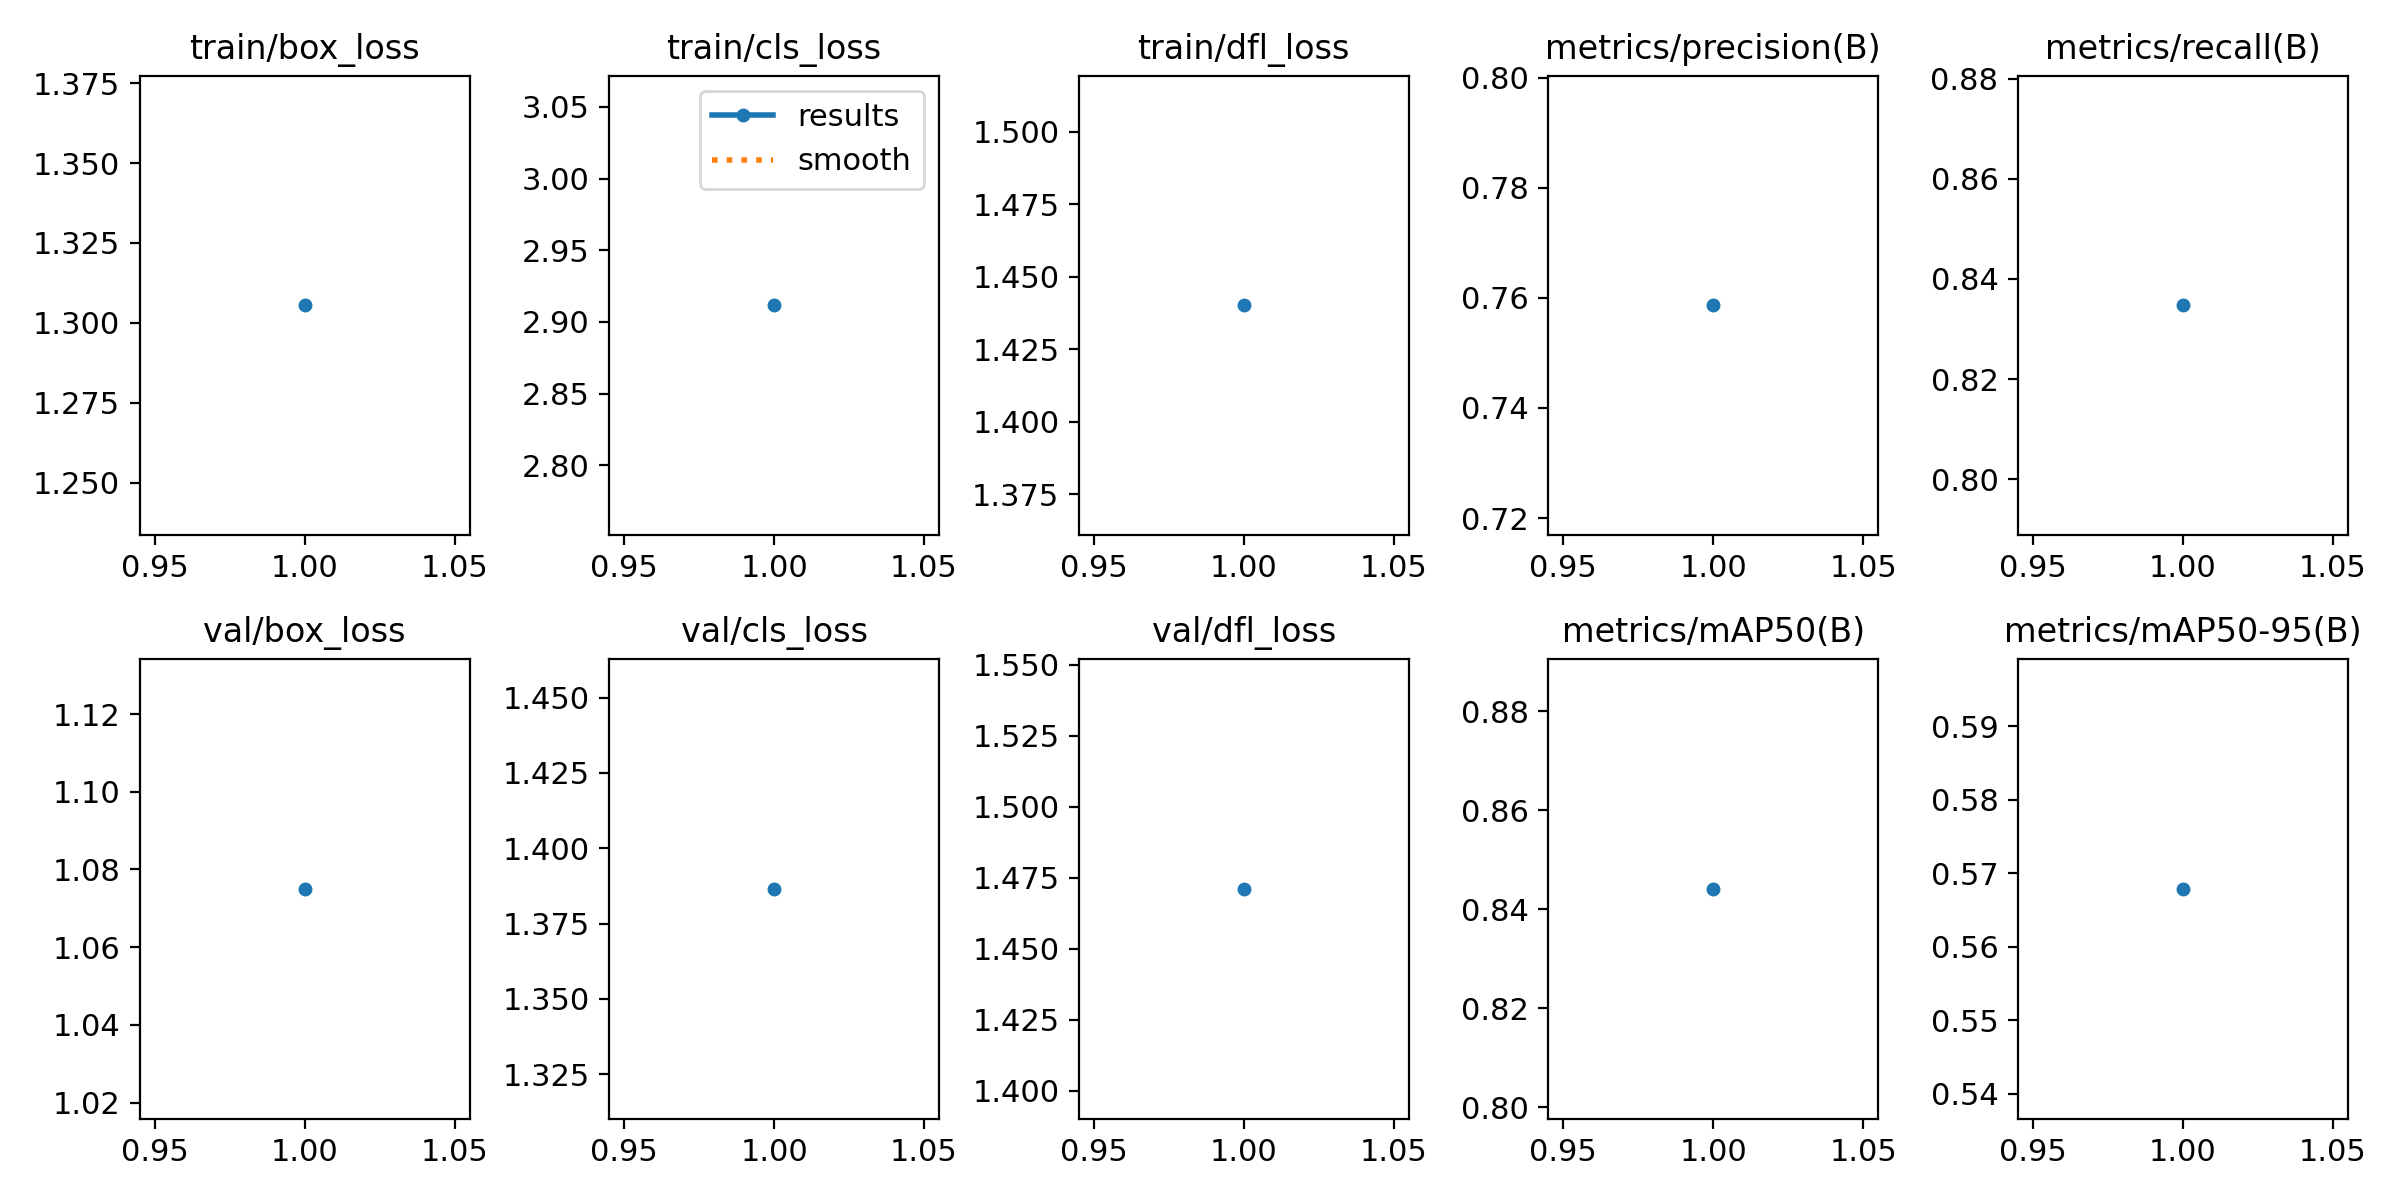 train/box_loss
1.375
1.350
1.325
1.300
1.275
1.250
0.95 1.00 1.05
train/cls_loss
results
smooth
3.05
3.00
2.95
2.90
2.85
2.80
0.95 1.00 1.05
train/dfl_loss
1.500
1.475
1.450
1.425
1.400
1.375
0.95 1.00 1.05
metrics/precision(B)
0.80
0.78
0.76
0.74
0.72
0.95 1.00 1.05
metrics/recall(B)
0.88
0.86
0.84
0.82
0.80
0.95 1.00 1.05
val/box_loss
1.12
1.10
1.08
1.06
1.04
1.02
0.95 1.00 1.05
val/cls_loss
1.450
1.425
1.400
1.375
1.350
1.325
0.95 1.00 1.05
val/dfl_loss
1.550
1.525
1.500
1.475
1.450
1.425
1.400
0.95 1.00 1.05
metrics/mAP50(B)
0.88
0.86
0.84
0.82
0.80
0.95 1.00 1.05
metrics/mAP50-95(B)
0.59
0.58
0.57
0.56
0.55
0.54
0.95 1.00 1.05